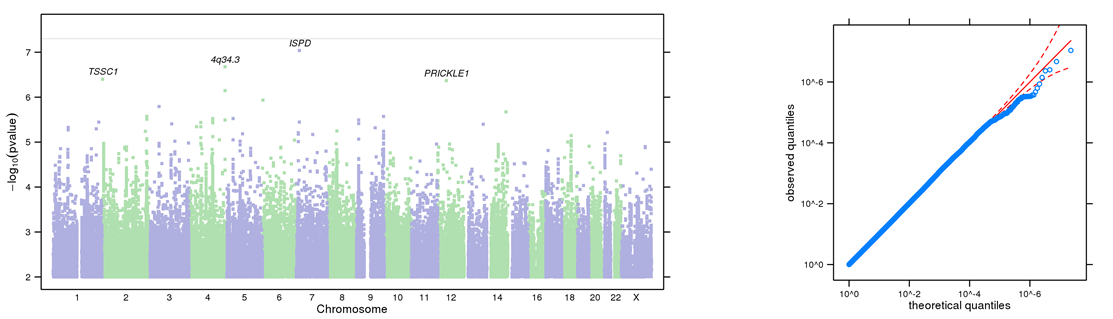 ISPD
4q34.3
TSSC1
PRICKLE1
7
6
5
4
3
2
−log₁₀(pvalue)
1 2 3 4 5 6 7 8 9 10 11 12 14 16 18 20 22 X
Chromosome
10^-6
10^-4
10^-2
10^0
observed quantiles
10^0 10^-2 10^-4 10^-6
theoretical quantiles